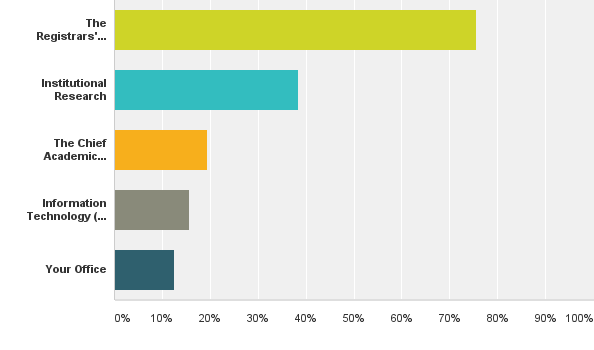 The
Registrars'...
Institutional
Research
The Chief
Academic...
Information
Technology (...
Your Office
0% 10% 20% 30% 40% 50% 60% 70% 80% 90% 100%